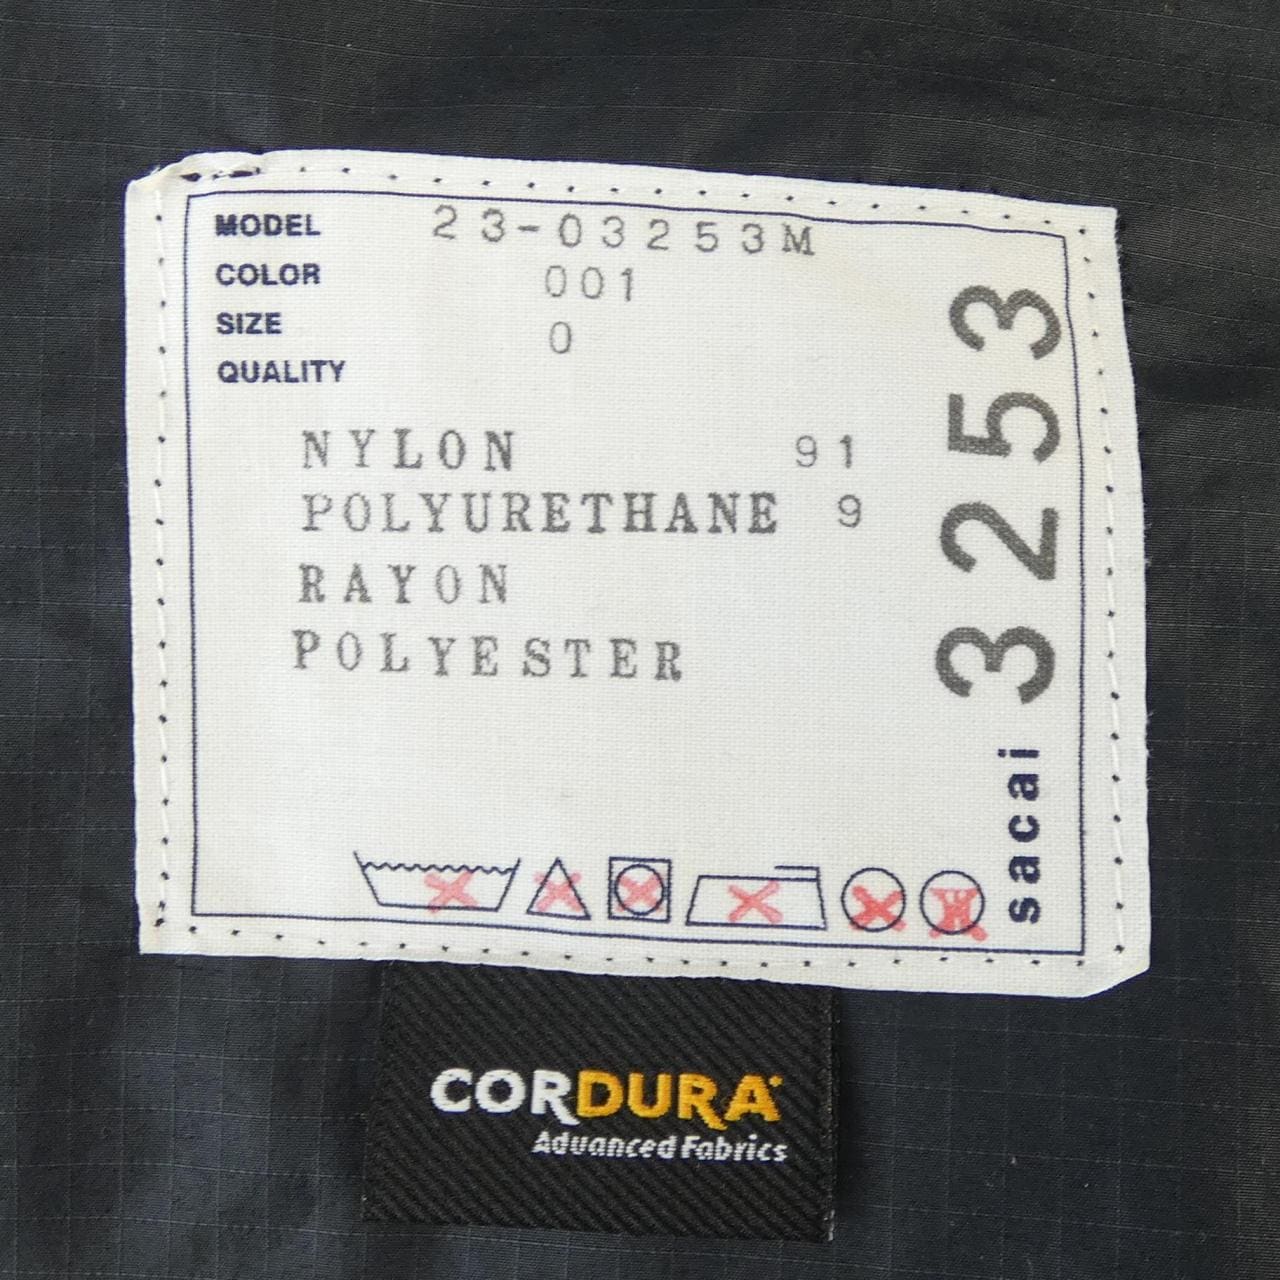 MODEL 23-03253M
COLOR 001
SIZE 0
QUALITY
NYLON 91
POLYURETHANE 9
RAYON
POLYESTER
sacai 3253
W
CORDURA
Advanced Fabrics